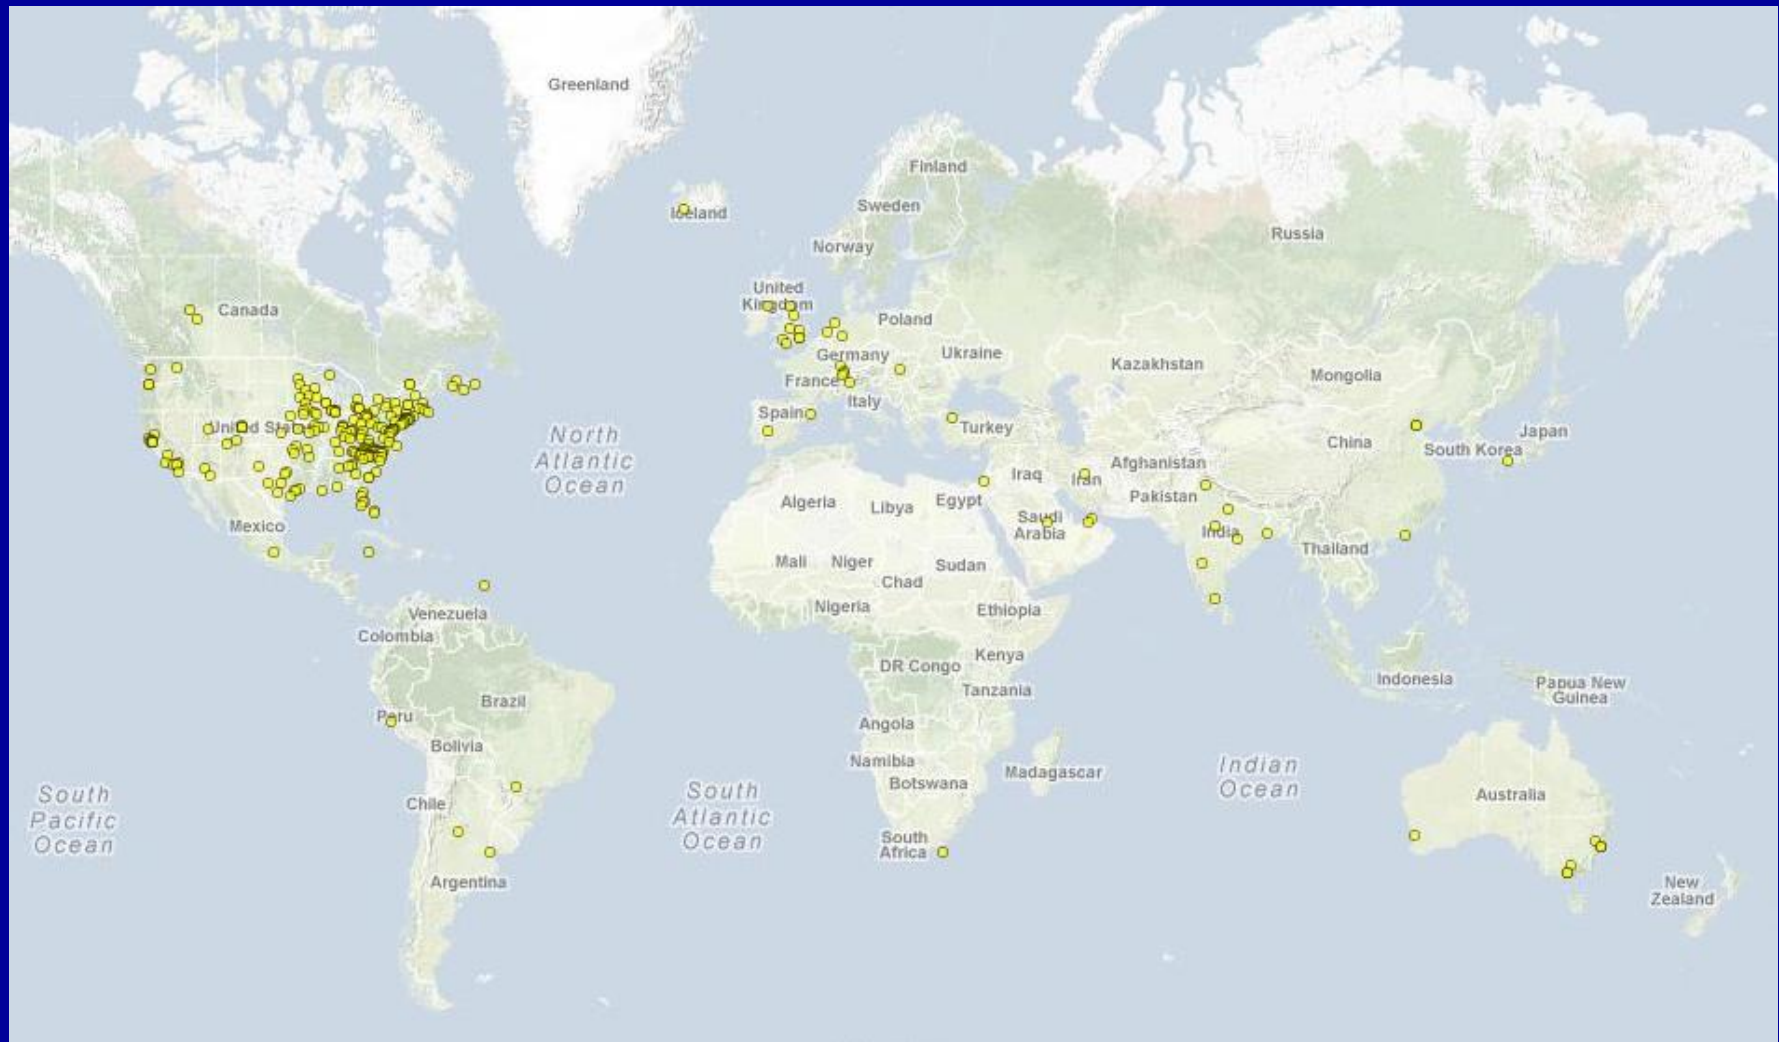 Greenland
Finland
Iceland
Sweden
Russia
Norway
United
Kingdom
Canada
Poland
Germany
Ukraine
Kazakhstan
Mongolia
France
Italy
Spain
United States
North
Atlantic
Ocean
Turkey
China
Japan
South Korea
Afghanistan
Iraq
Iran
Pakistan
Algeria
Libya
Egypt
Mexico
Saudi
Arabia
India
Thailand
Mali
Niger
Sudan
Chad
Nigeria
Ethiopia
Venezuela
Colombia
Kenya
DR Congo
Indonesia
Papua New
Guinea
Tanzania
Brazil
Peru
Angola
Bolivia
Namibia
Madagascar
Botswana
Indian
Ocean
South
Pacific
Ocean
Chile
South
Atlantic
Ocean
Australia
South
Africa
Argentina
New
Zealand